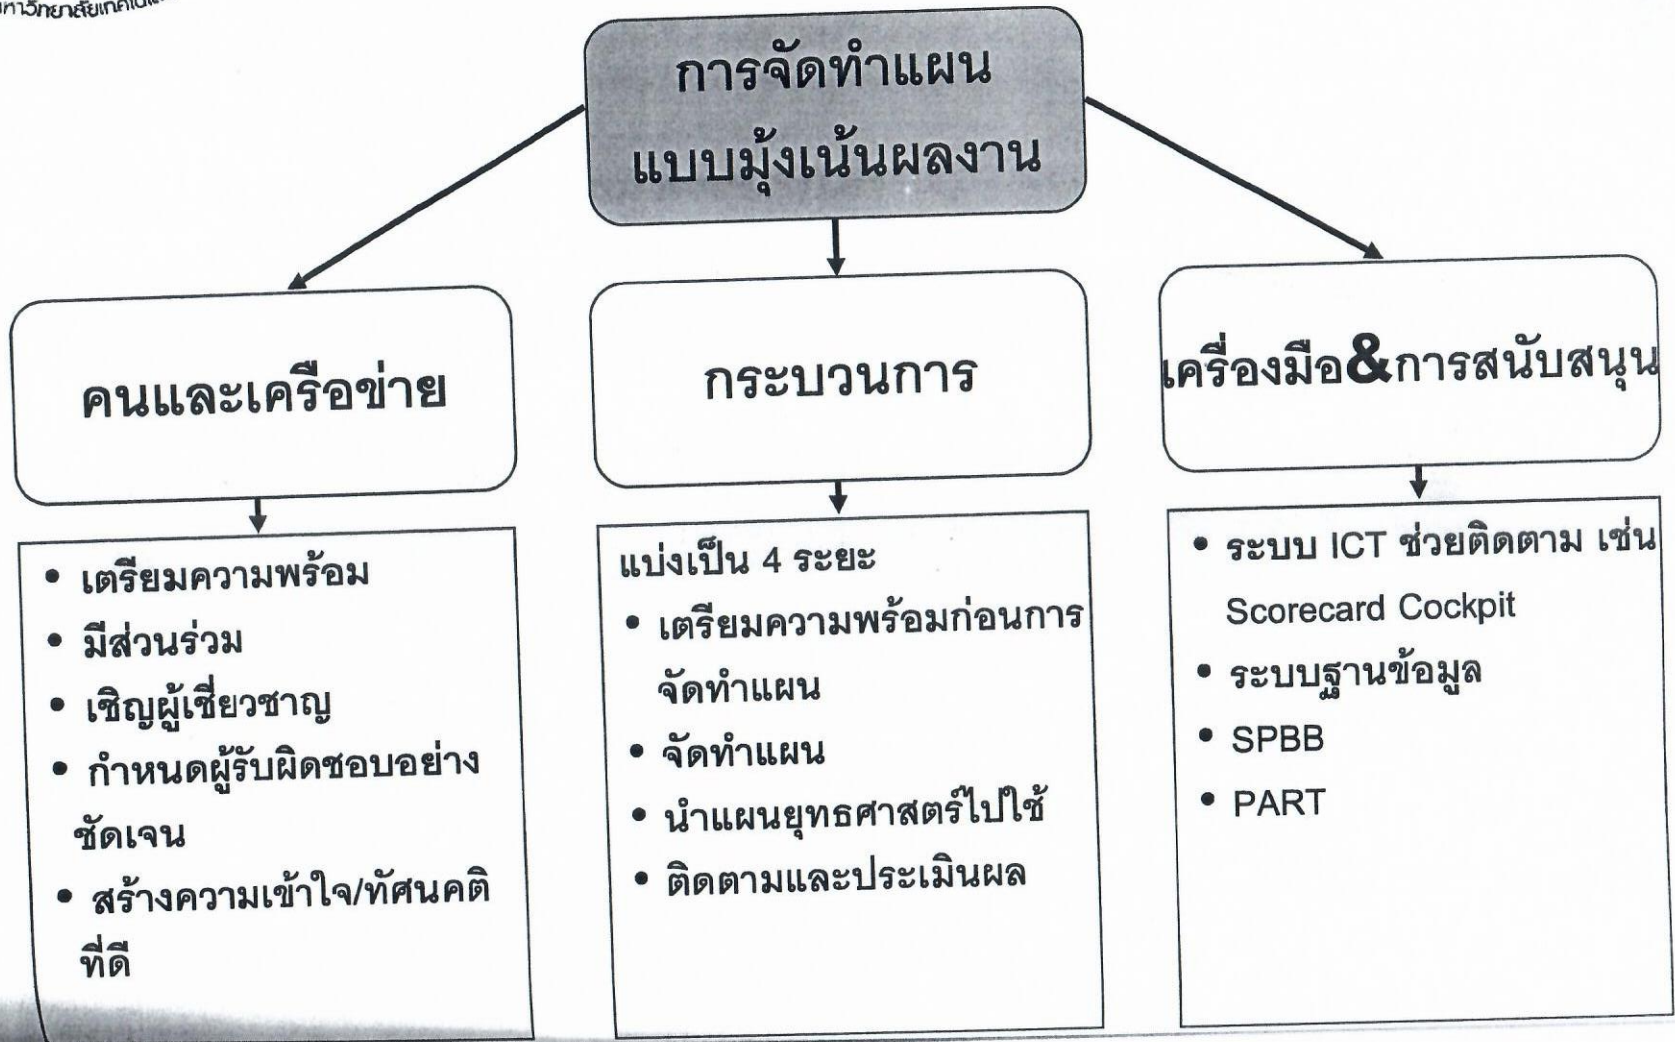 การจัดทำแผน
แบบมุ้งเน้นผลงาน
คนและเครือข่าย
กระบวนการ
เครื่องมือ&การสนับสนุน
• เตรียมความพร้อม
• มีส่วนร่วม
• เชิญผู้เชี่ยวชาญ
• กำหนดผู้รับผิดชอบอย่าง
ชัดเจน
• สร้างความเข้าใจ/ทัศนคติ
ที่ดี
แบ่งเป็น 4 ระยะ
• เตรียมความพร้อมก่อนการ
จัดทำแผน
• จัดทำแผน
• นำแผนยุทธศาสตร์ไปใช้
• ติดตามและประเมินผล
• ระบบ ICT ช่วยติดตาม เช่น
Scorecard Cockpit
• ระบบฐานข้อมูล
• SPBB
• PART